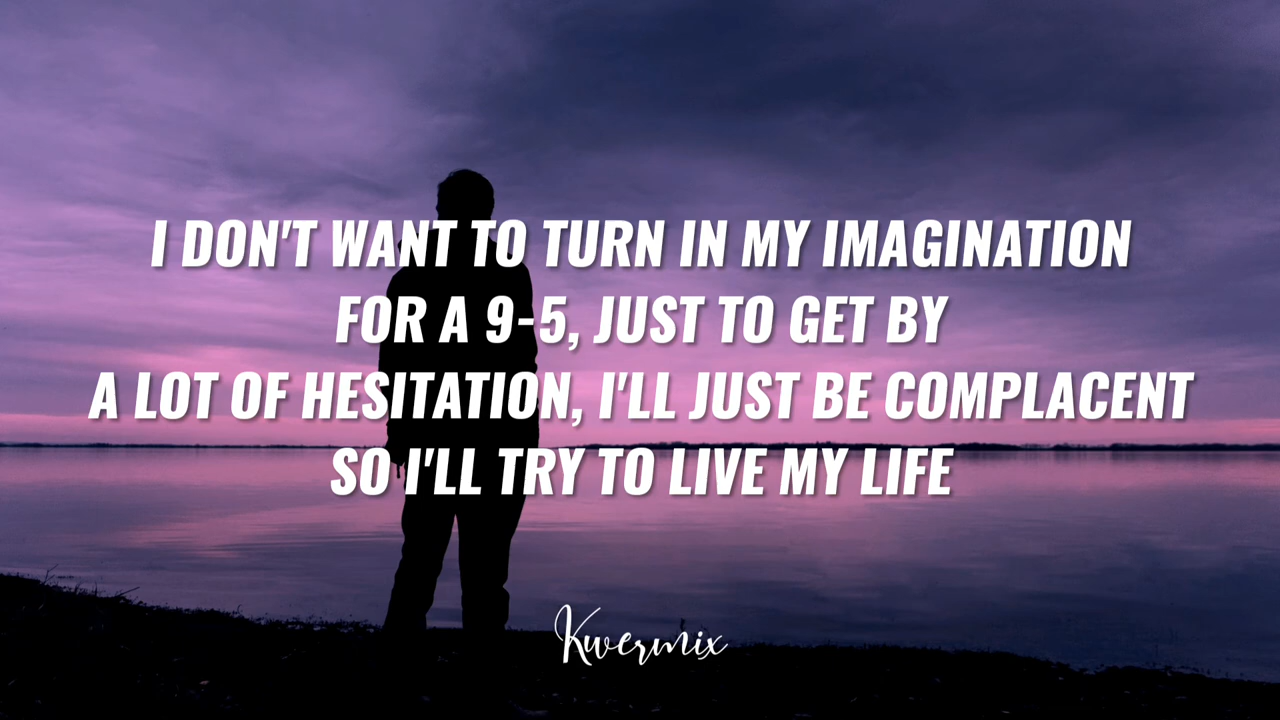 I DON'T WANT TO TURN IN MY IMAGINATION
FOR A 9-5, JUST TO GET BY
A LOT OF HESITATION, I'LL JUST BE COMPLACENT
SO I'LL TRY TO LIVE MY LIFE
Kwermix